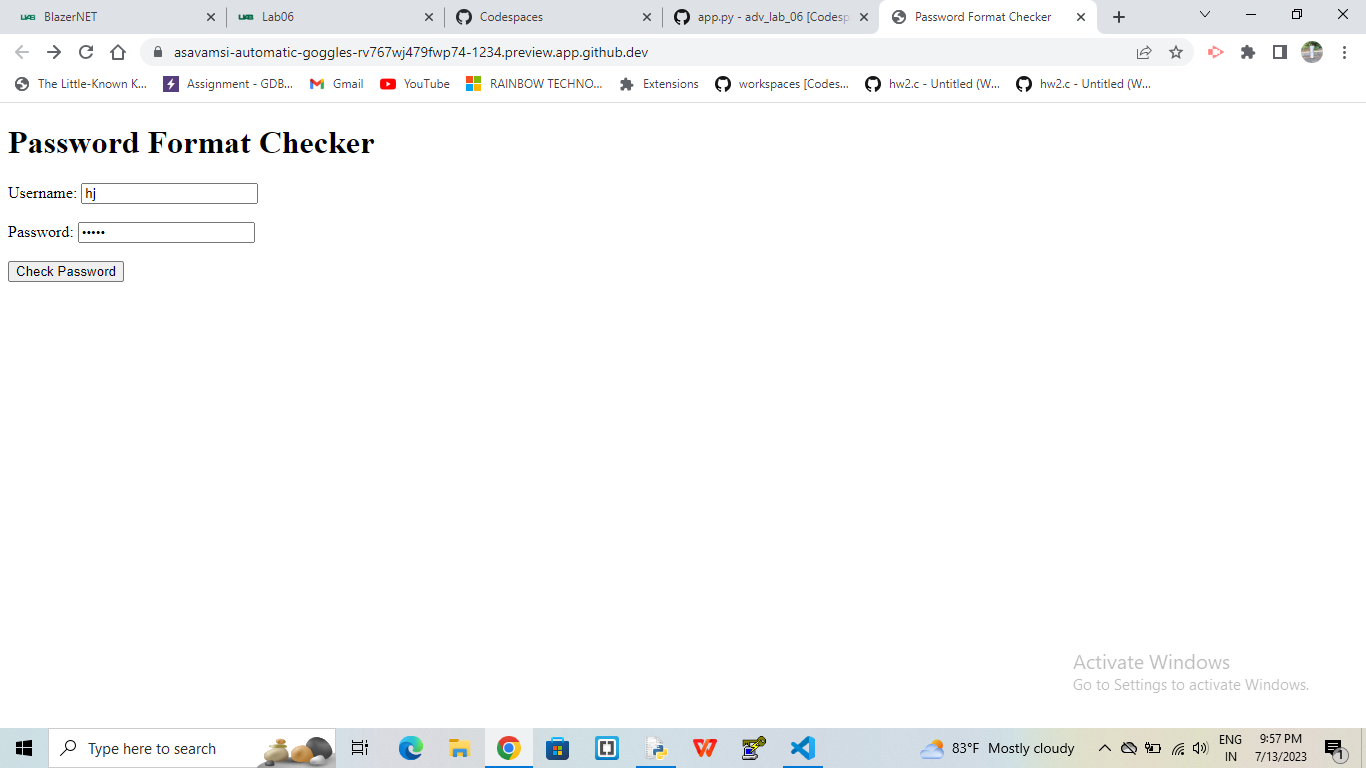 BlazerNET
Lab06
Codespaces
app.py - adv_lab_06 [Codesp
Password Format Checker
asavamsi-automatic-goggles-rv767wj479fwp74-1234.preview.app.github.dev
The Little-Known K...
Assignment - GDB...
Gmail
YouTube
RAINBOW TECHNO...
Extensions
workspaces [Codes...
hw2.c - Untitled (W...
hw2.c - Untitled (W...
Password Format Checker
Username: hj
Password: •••••
Check Password
Activate Windows
Go to Settings to activate Windows.
Type here to search
83°F Mostly cloudy
ENG
IN
9:57 PM
7/13/2023
1